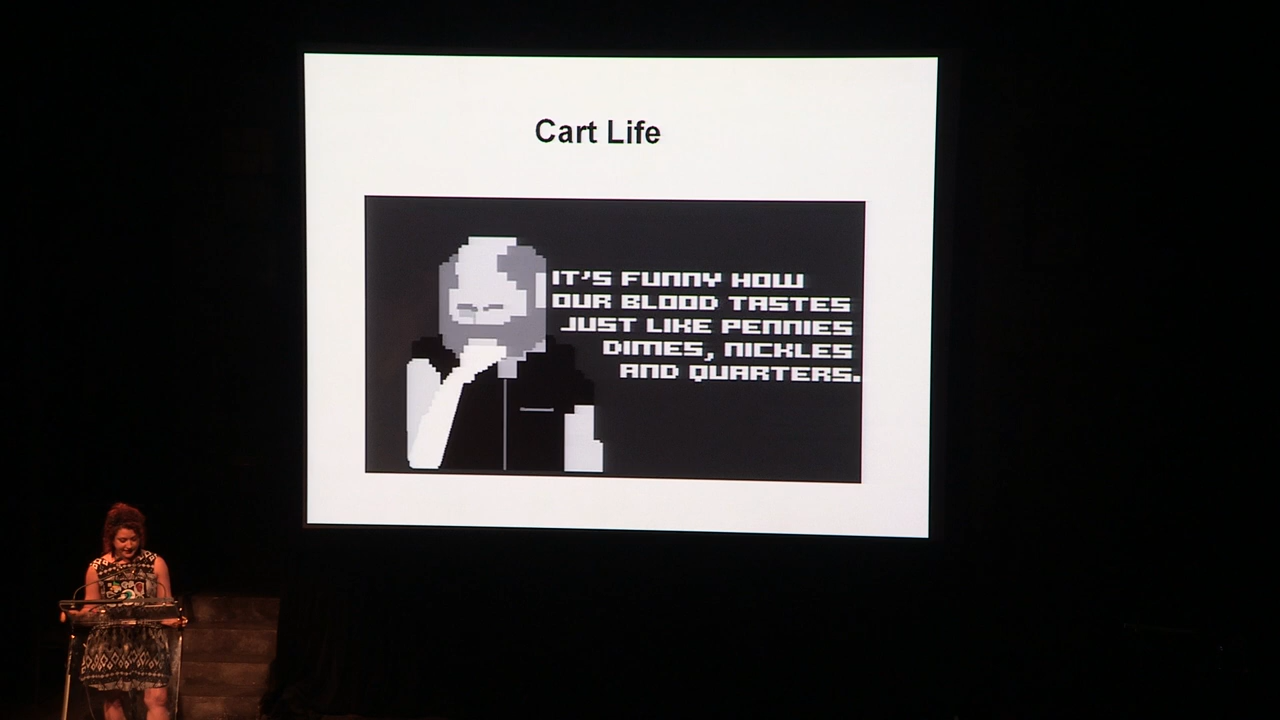 Cart Life
IT'S FUNNY HOW
OUR BLOOD TASTES
JUST LIKE PENNIES
DIMES, NICKLES
AND QUARTERS.